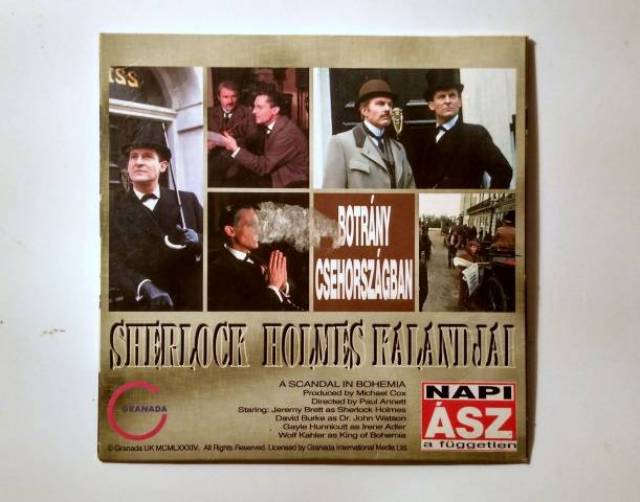 BOTRÁNY
CSEHORSZÁGBAN
SHERLOCK HOLMES KALANDJAI
A SCANDAL IN BOHEMIA
Produced by Michael Cox
Directed by Paul Annett
Staring: Jeremy Brett as Sherlock Holmes
David Burke as Dr. John Watson
Gayle Hunnicutt as Irene Adler
Wolf Kahler as King of Bohemia
GRANADA
NAPI
ÁSZ
a független
© Granada UK MCMLXXXIV. All Rights Reserved. Licensed by Granada International Media Ltd.